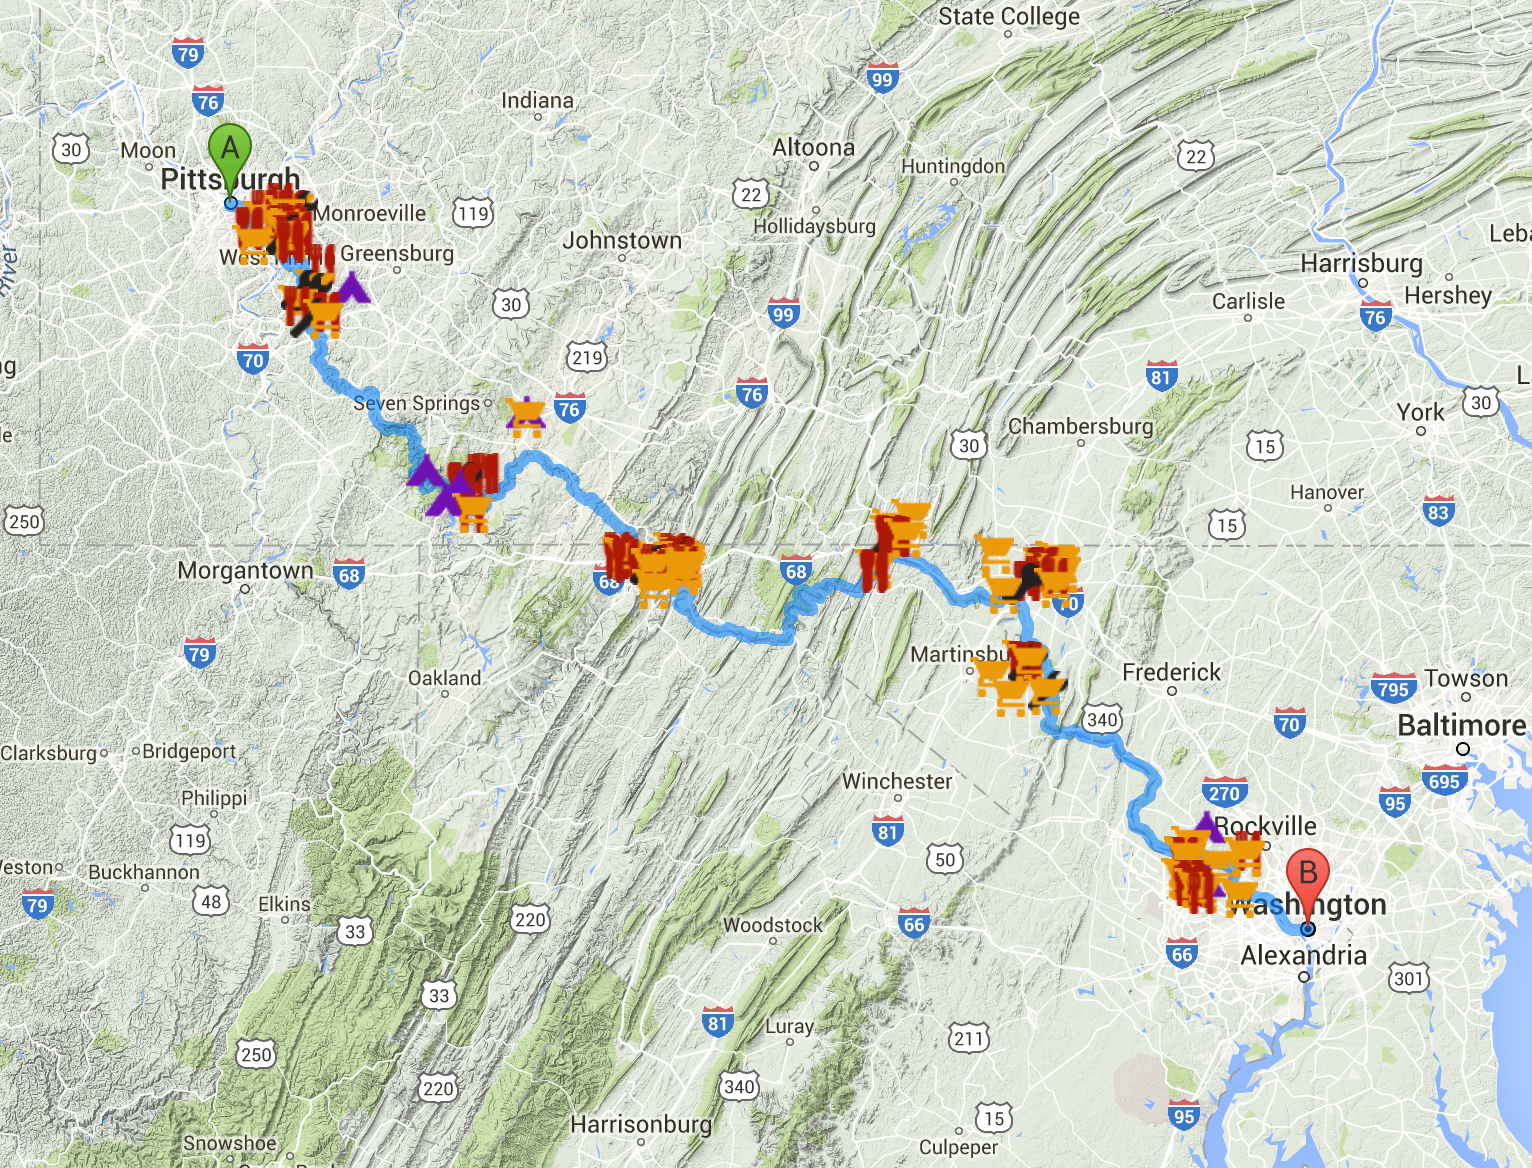 State College
79
99
76
Indiana
30
Moon
Altoona
22
Pittsburgh
Huntingdon
22
119
Monroeville
Hollidaysburg
Johnstown
Greensburg
River
Harrisburg
Hershey
30
99
Carlisle
76
70
219
81
76
Seven Springs
76
York
30
Chambersburg
30
15
Hanover
250
83
15
Morgantown
68
68
68
70
79
Martinsbu
Oakland
Frederick
Towson
795
340
70
Baltimore
Clarksburg
Bridgeport
Winchester
270
695
Philippi
95
Rockville
119
81
50
Buckhannon
79
48
Elkins
A
B
Washington
220
Woodstock
66
33
66
Alexandria
301
33
81
Luray
211
250
220
340
15
95
Harrisonburg
Culpeper
Snowshoe